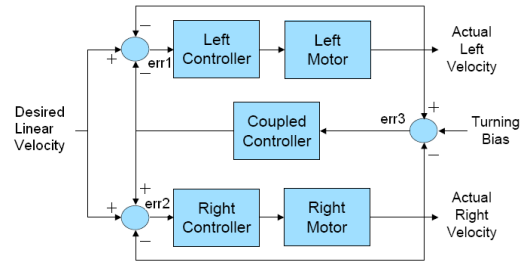 Left
Controller
Left
Motor
Actual
Left
Velocity
+
−
−
err1
Desired
Linear
Velocity
Coupled
Controller
err3
+
−
Turning
Bias
+
+
−
err2
Right
Controller
Right
Motor
Actual
Right
Velocity